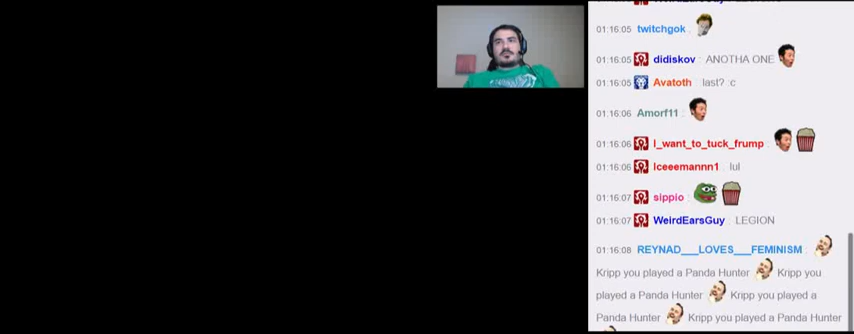 01:16:05 twitchgok :
01:16:05 didiskov : ANOTHA ONE
01:16:05 Avatoth : last? :c
01:16:06 Amorf11 :
01:16:06 I_want_to_tuck_frump :
01:16:06 Iceeemannn1 : lul
01:16:07 sippio :
01:16:07 WeirdEarsGuy : LEGION
01:16:08 REYNAD___LOVES___FEMINISM :
Kripp you played a Panda Hunter Kripp you
played a Panda Hunter Kripp you played a
Panda Hunter Kripp you played a Panda Hunter